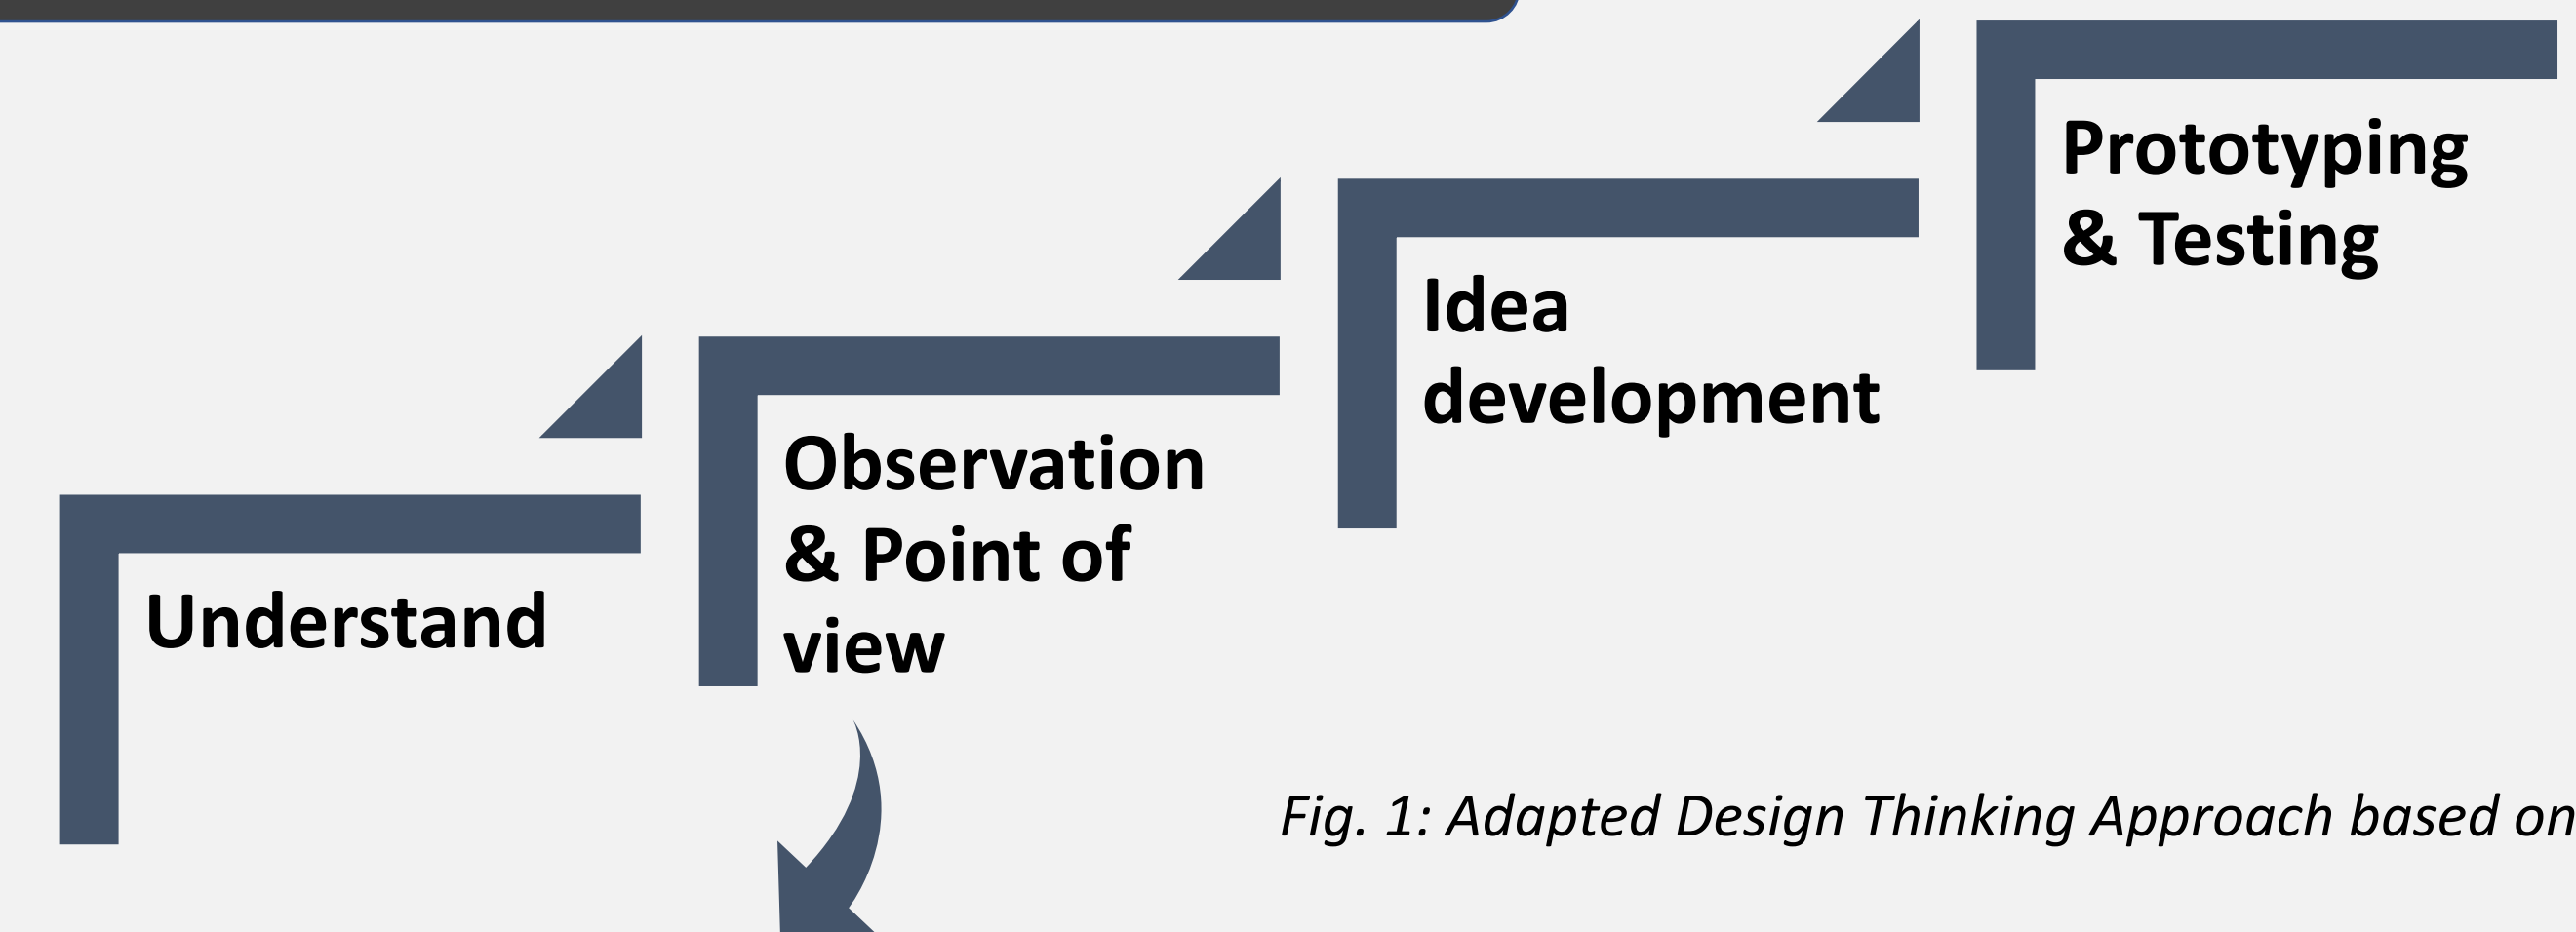 Understand
Observation
& Point of
view
Idea
development
Prototyping
& Testing
Fig. 1: Adapted Design Thinking Approach based on